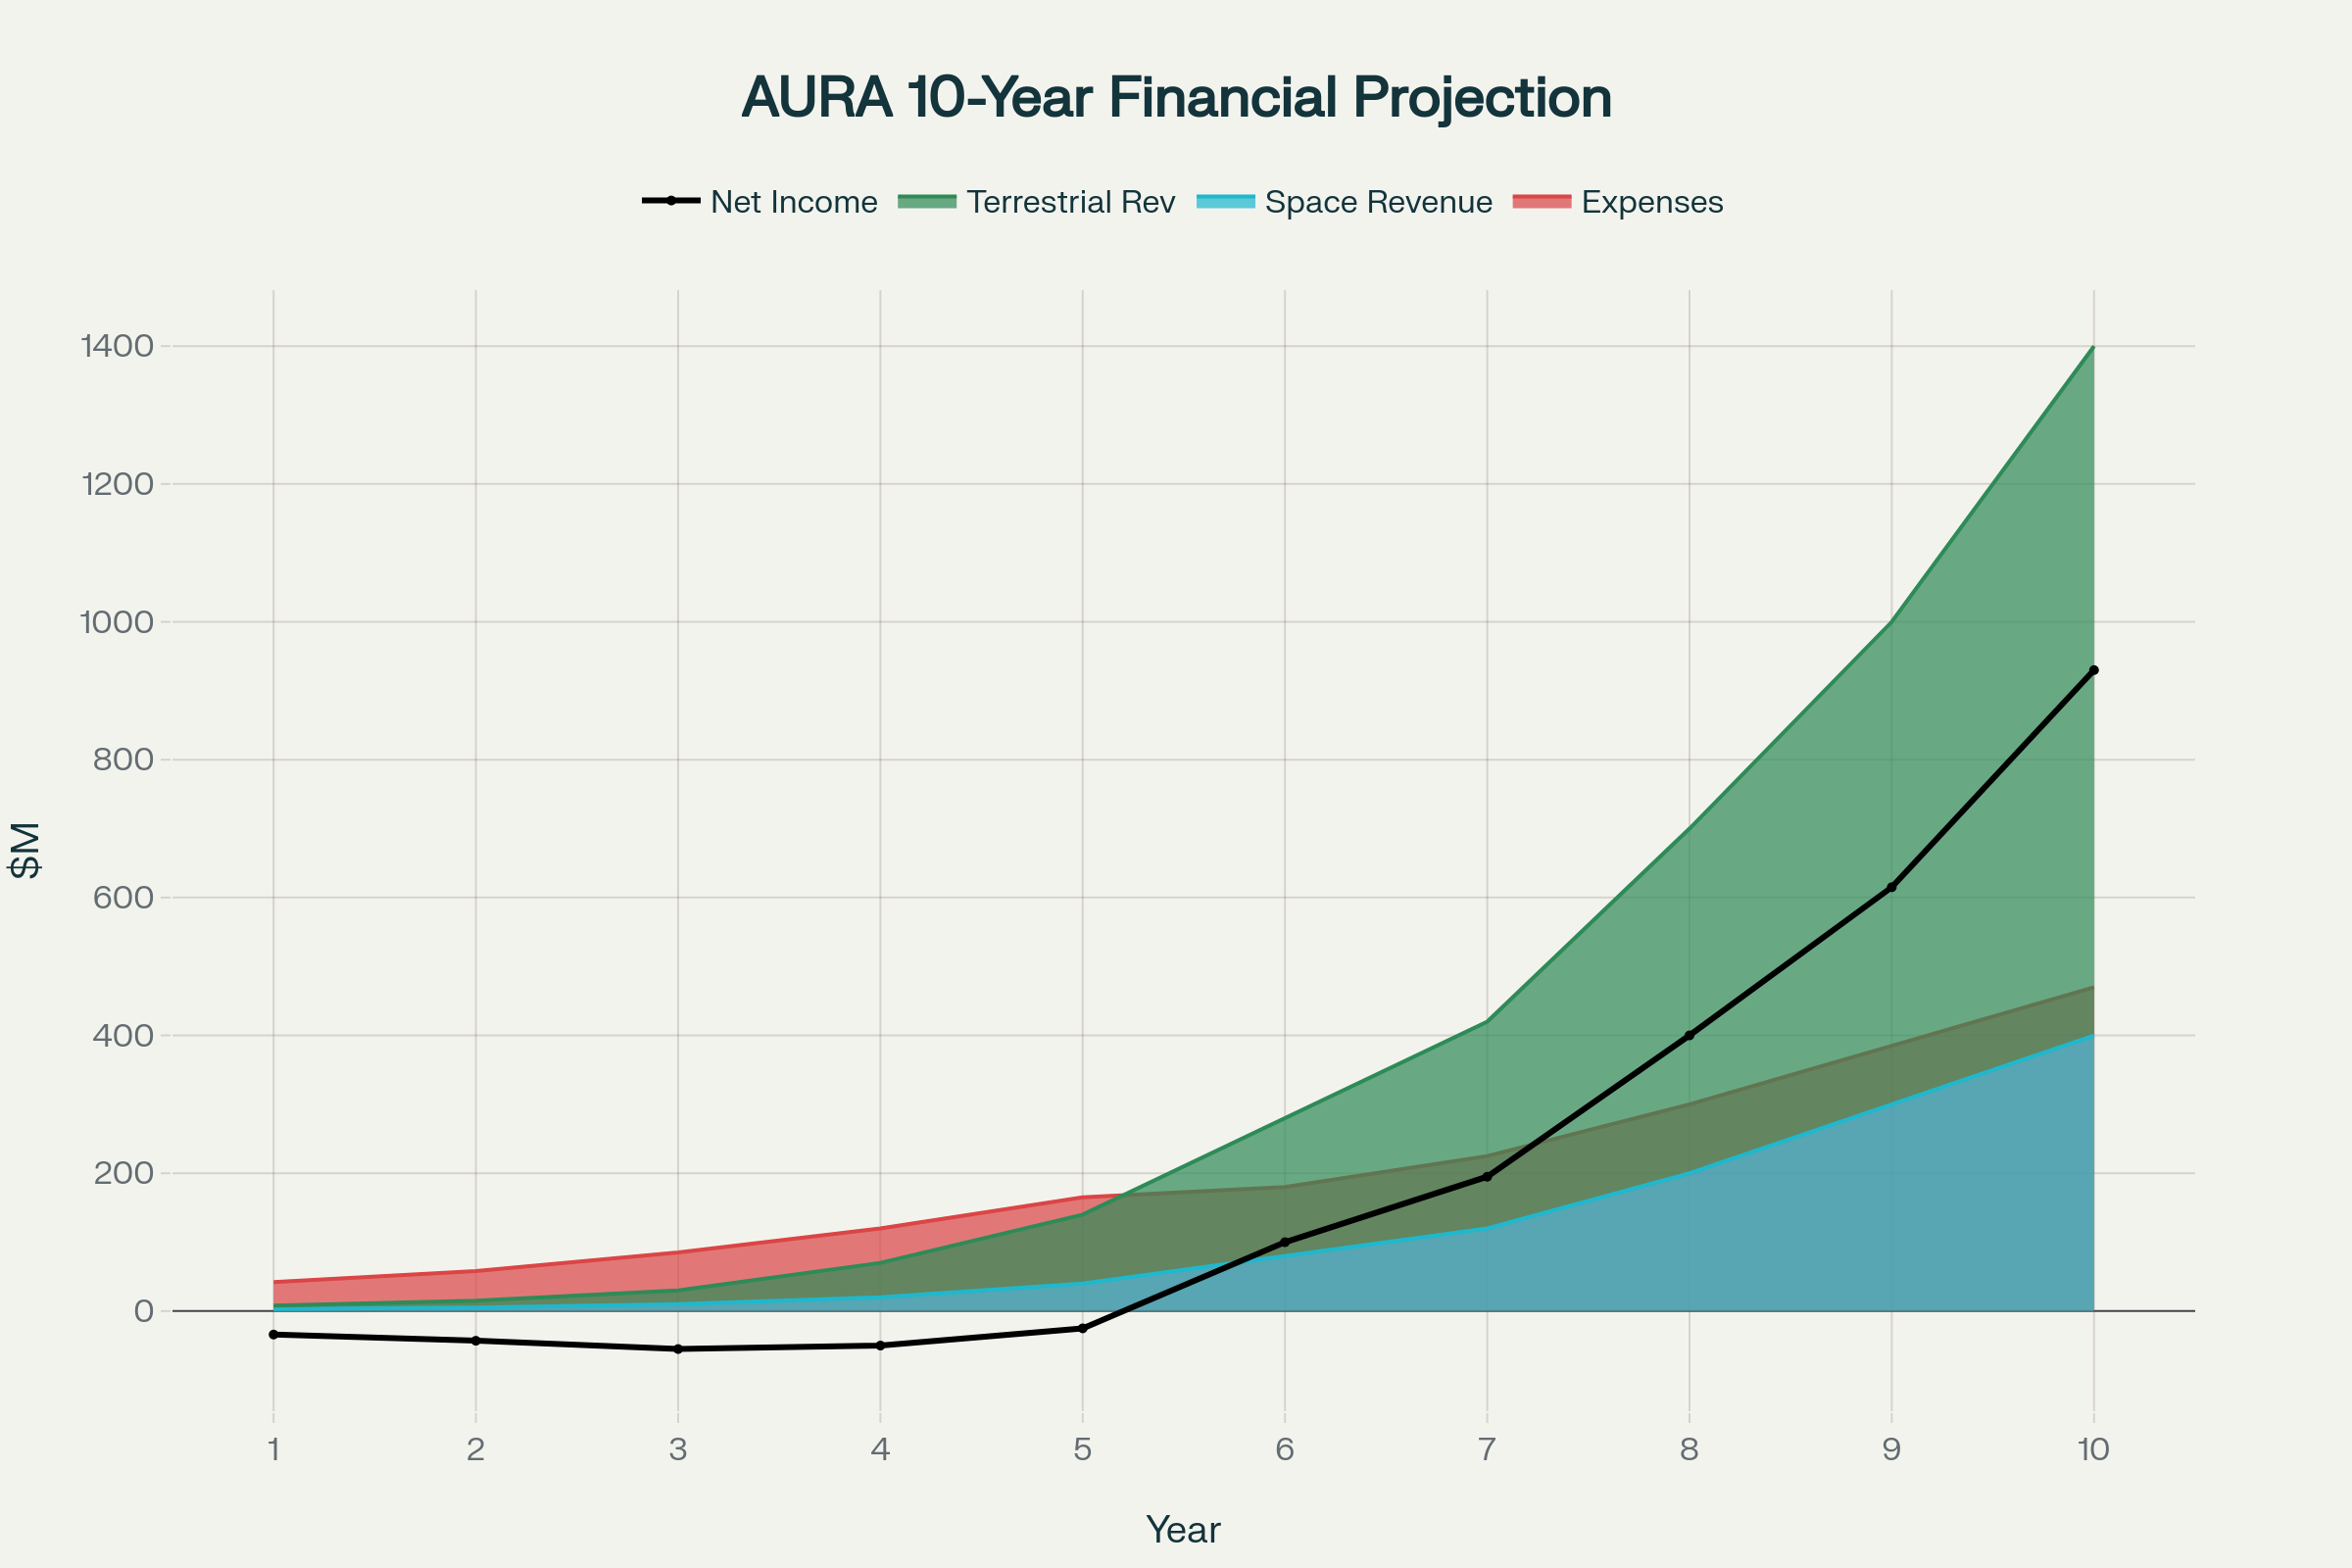 AURA 10-Year Financial Projection
Net Income Terrestrial Rev Space Revenue Expenses
1400
1200
1000
800
600
400
200
0
$M
1 2 3 4 5 6 7 8 9 10
Year